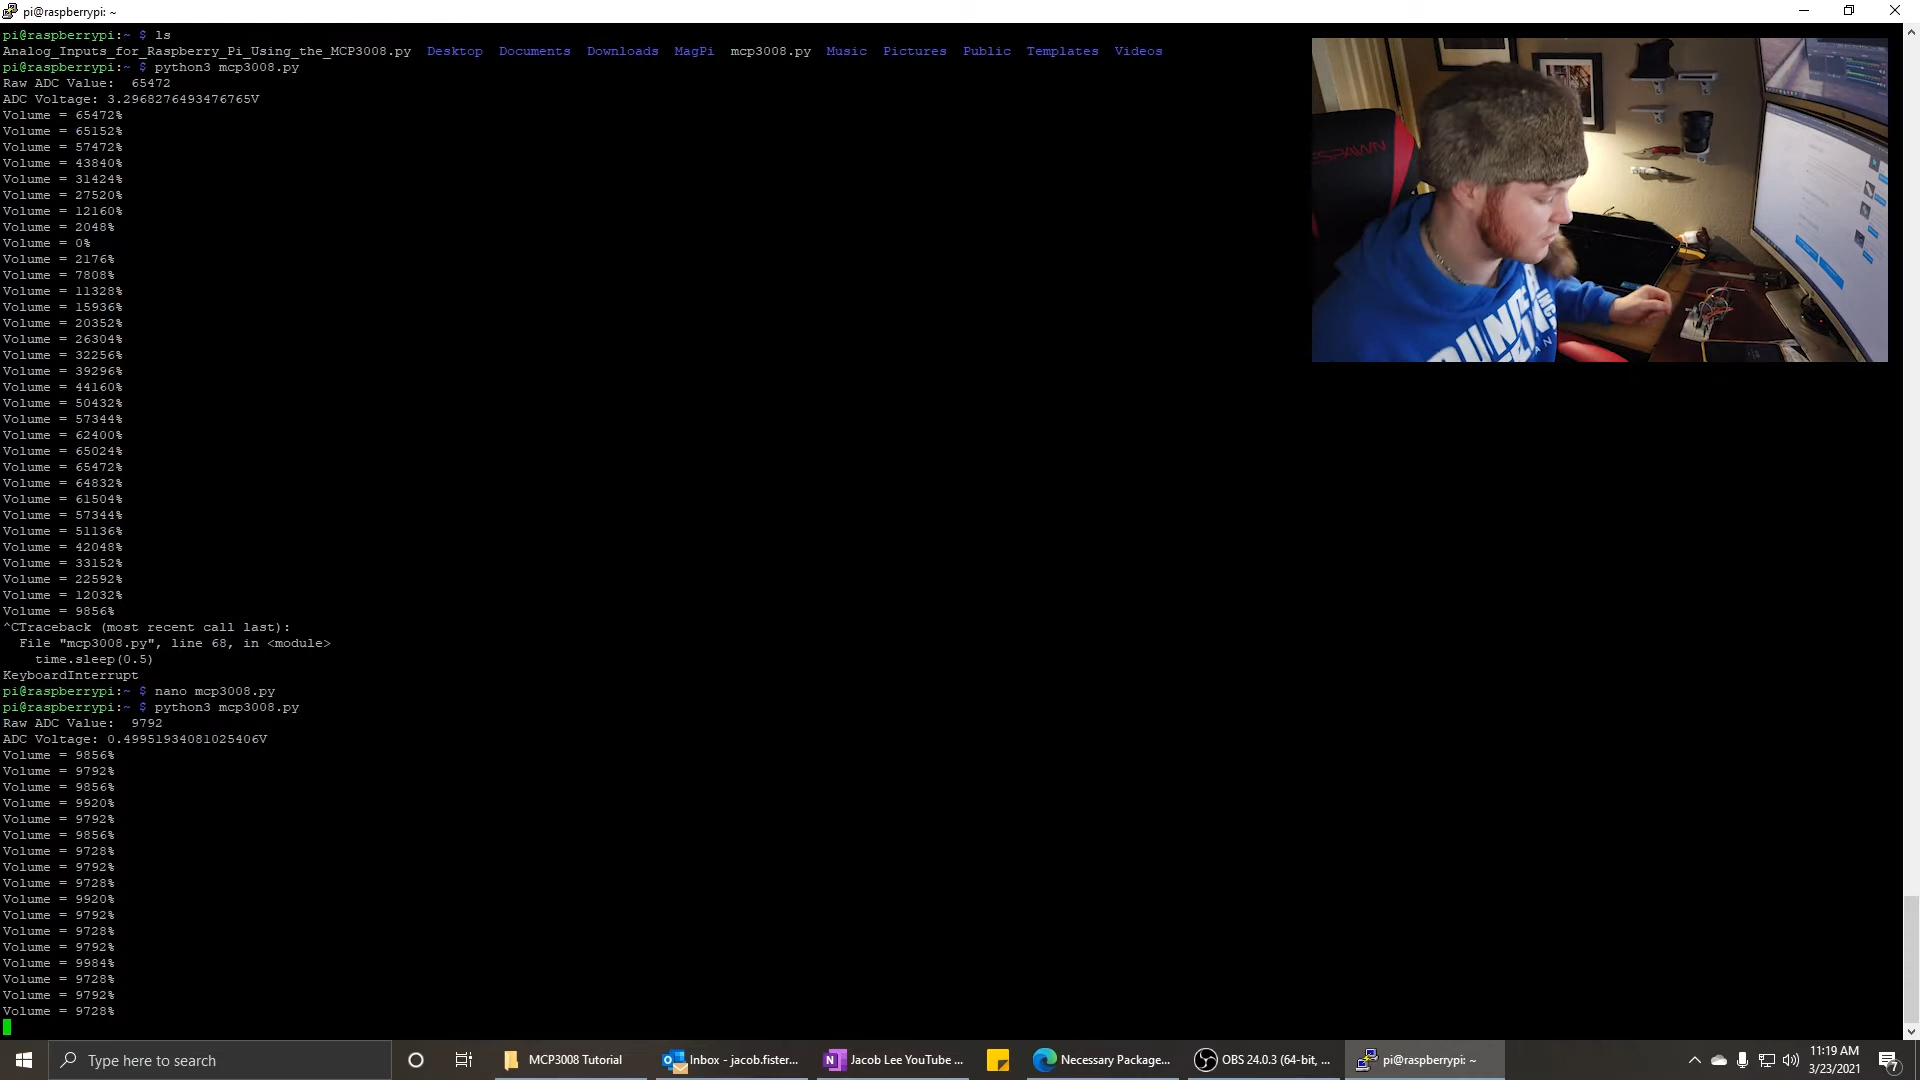 pi@raspberrypi: ~
pi@raspberrypi:~ $ ls
Analog_Inputs_for_Raspberry_Pi_Using_the_MCP3008.py Desktop Documents Downloads MagPi mcp3008.py Music Pictures Public Templates Videos
pi@raspberrypi:~ $ python3 mcp3008.py
Raw ADC Value:  65472
ADC Voltage: 3.2968276493476765V
Volume = 65472%
Volume = 65152%
Volume = 57472%
Volume = 43840%
Volume = 31424%
Volume = 27520%
Volume = 12160%
Volume = 2048%
Volume = 0%
Volume = 2176%
Volume = 7808%
Volume = 11328%
Volume = 15936%
Volume = 20352%
Volume = 26304%
Volume = 32256%
Volume = 39296%
Volume = 44160%
Volume = 50432%
Volume = 57344%
Volume = 62400%
Volume = 65024%
Volume = 65472%
Volume = 64832%
Volume = 61504%
Volume = 57344%
Volume = 51136%
Volume = 42048%
Volume = 33152%
Volume = 22592%
Volume = 12032%
Volume = 9856%
^CTraceback (most recent call last):
  File "mcp3008.py", line 68, in <module>
    time.sleep(0.5)
KeyboardInterrupt
pi@raspberrypi:~ $ nano mcp3008.py
pi@raspberrypi:~ $ python3 mcp3008.py
Raw ADC Value:  9792
ADC Voltage: 0.49951934081025406V
Volume = 9856%
Volume = 9792%
Volume = 9856%
Volume = 9920%
Volume = 9792%
Volume = 9856%
Volume = 9728%
Volume = 9792%
Volume = 9728%
Volume = 9920%
Volume = 9792%
Volume = 9728%
Volume = 9792%
Volume = 9984%
Volume = 9728%
Volume = 9792%
Volume = 9728%
Type here to search
MCP3008 Tutorial
Inbox - jacob.fister...
Jacob Lee YouTube ...
Necessary Package...
OBS 24.0.3 (64-bit, ...
pi@raspberrypi: ~
11:19 AM
3/23/2021
7